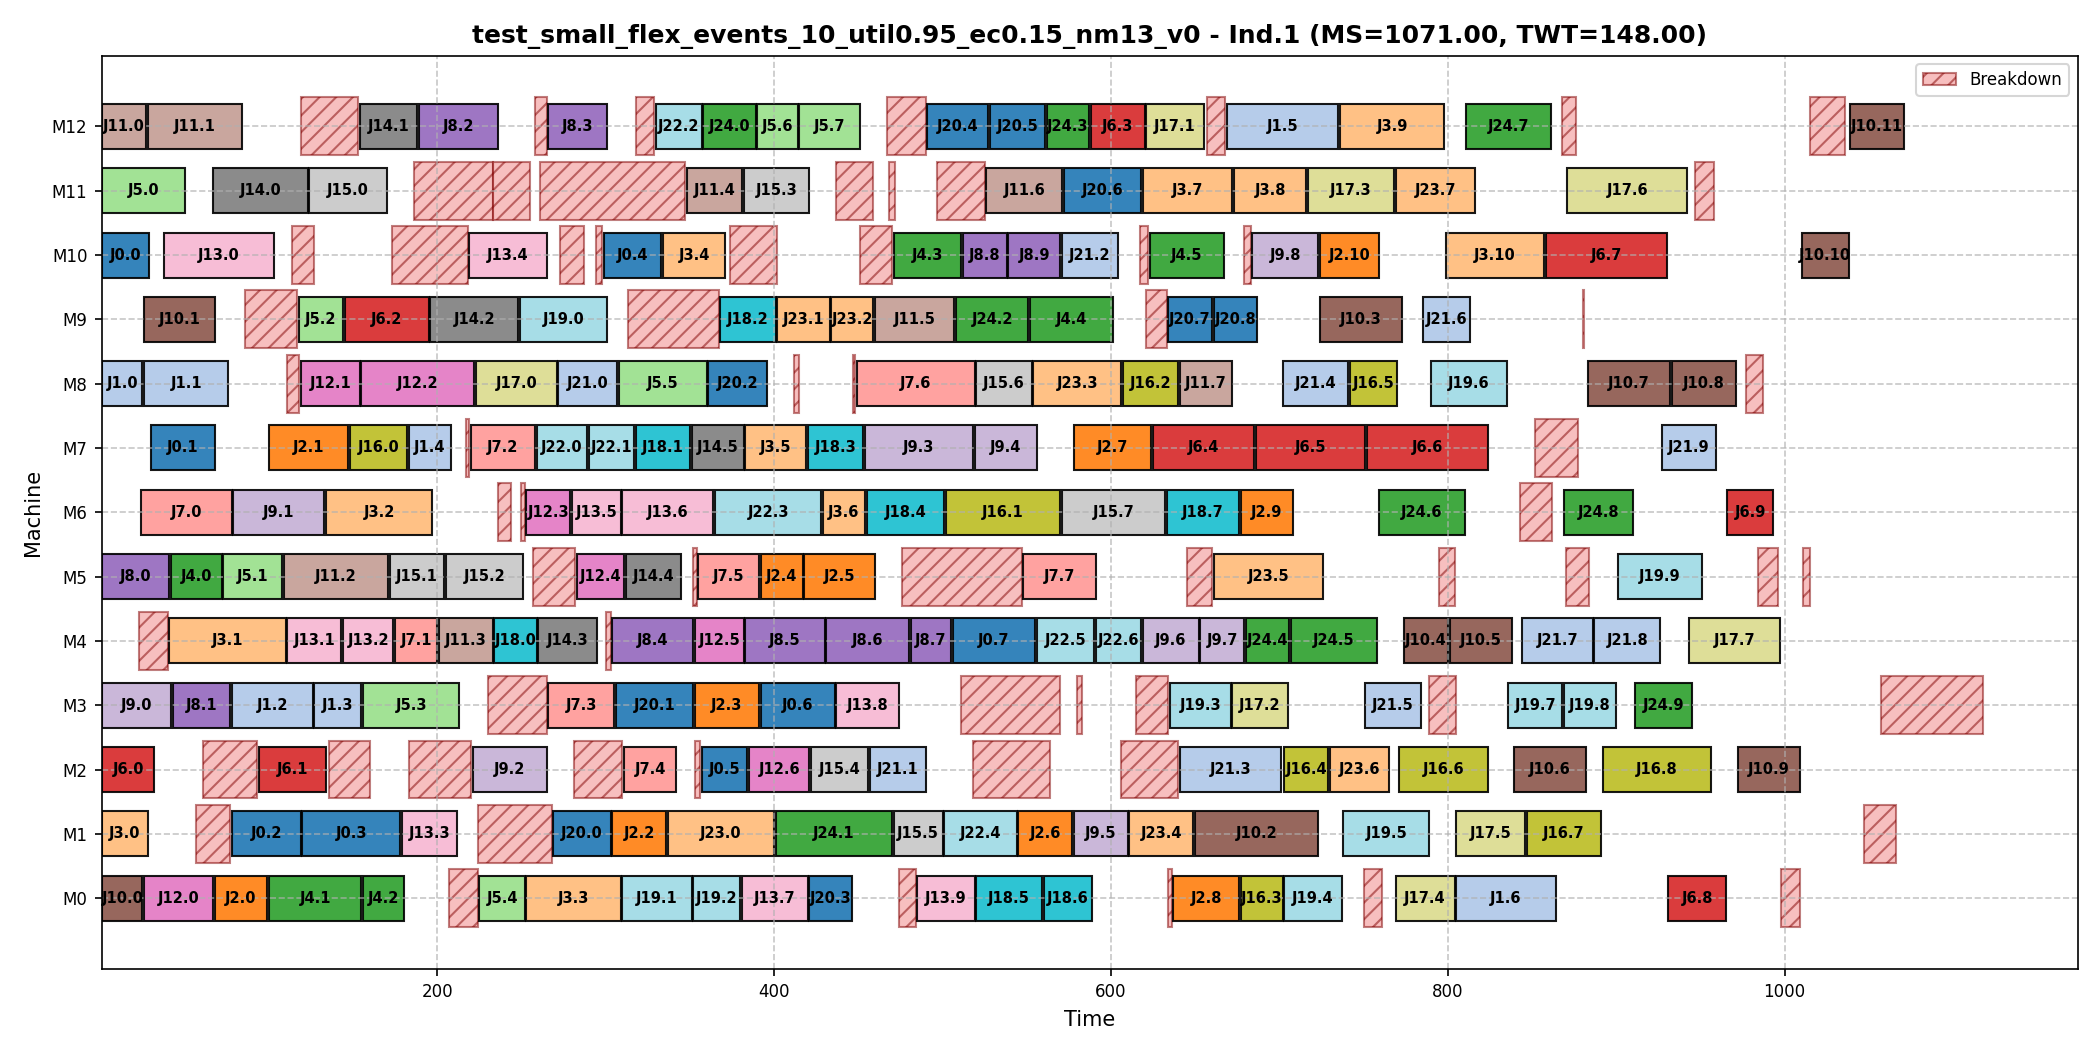 test_small_flex_events_10_util0.95_ec0.15_nm13_v0 - Ind.1 (MS=1071.00, TWT=148.00)
Breakdown
M12 J11.0 J11.1 J14.1 J8.2 J8.3 J22.2 J24.0 J5.6 J5.7 J20.4 J20.5 J24.3 J6.3 J17.1 J1.5 J3.9 J24.7 J10.11
M11 J5.0 J14.0 J15.0 J11.4 J15.3 J11.6 J20.6 J3.7 J3.8 J17.3 J23.7 J17.6
M10 J0.0 J13.0 J13.4 J0.4 J3.4 J4.3 J8.8 J8.9 J21.2 J4.5 J9.8 J2.10 J3.10 J6.7 J10.10
M9 J10.1 J5.2 J6.2 J14.2 J19.0 J18.2 J23.1 J23.2 J11.5 J24.2 J4.4 J20.7 J20.8 J10.3 J21.6
M8 J1.0 J1.1 J12.1 J12.2 J17.0 J21.0 J5.5 J20.2 J7.6 J15.6 J23.3 J16.2 J11.7 J21.4 J16.5 J19.6 J10.7 J10.8
M7 J0.1 J2.1 J16.0 J1.4 J7.2 J22.0 J22.1 J18.1 J14.5 J3.5 J18.3 J9.3 J9.4 J2.7 J6.4 J6.5 J6.6 J21.9
M6 J7.0 J9.1 J3.2 J12.3 J13.5 J13.6 J22.3 J3.6 J18.4 J16.1 J15.7 J18.7 J2.9 J24.6 J24.8 J6.9
M5 J8.0 J4.0 J5.1 J11.2 J15.1 J15.2 J12.4 J14.4 J7.5 J2.4 J2.5 J7.7 J23.5 J19.9
M4 J3.1 J13.1 J13.2 J7.1 J11.3 J18.0 J14.3 J8.4 J12.5 J8.5 J8.6 J8.7 J0.7 J22.5 J22.6 J9.6 J9.7 J24.4 J24.5 J10.4 J10.5 J21.7 J21.8 J17.7
M3 J9.0 J8.1 J1.2 J1.3 J5.3 J7.3 J20.1 J2.3 J0.6 J13.8 J19.3 J17.2 J21.5 J19.7 J19.8 J24.9
M2 J6.0 J6.1 J9.2 J7.4 J0.5 J12.6 J15.4 J21.1 J21.3 J16.4 J23.6 J16.6 J10.6 J16.8 J10.9
M1 J3.0 J0.2 J0.3 J13.3 J20.0 J2.2 J23.0 J24.1 J15.5 J22.4 J2.6 J9.5 J23.4 J10.2 J19.5 J17.5 J16.7
M0 J10.0 J12.0 J2.0 J4.1 J4.2 J5.4 J3.3 J19.1 J19.2 J13.7 J20.3 J13.9 J18.5 J18.6 J2.8 J16.3 J19.4 J17.4 J1.6 J6.8
200 400 600 800 1000
Time
Machine